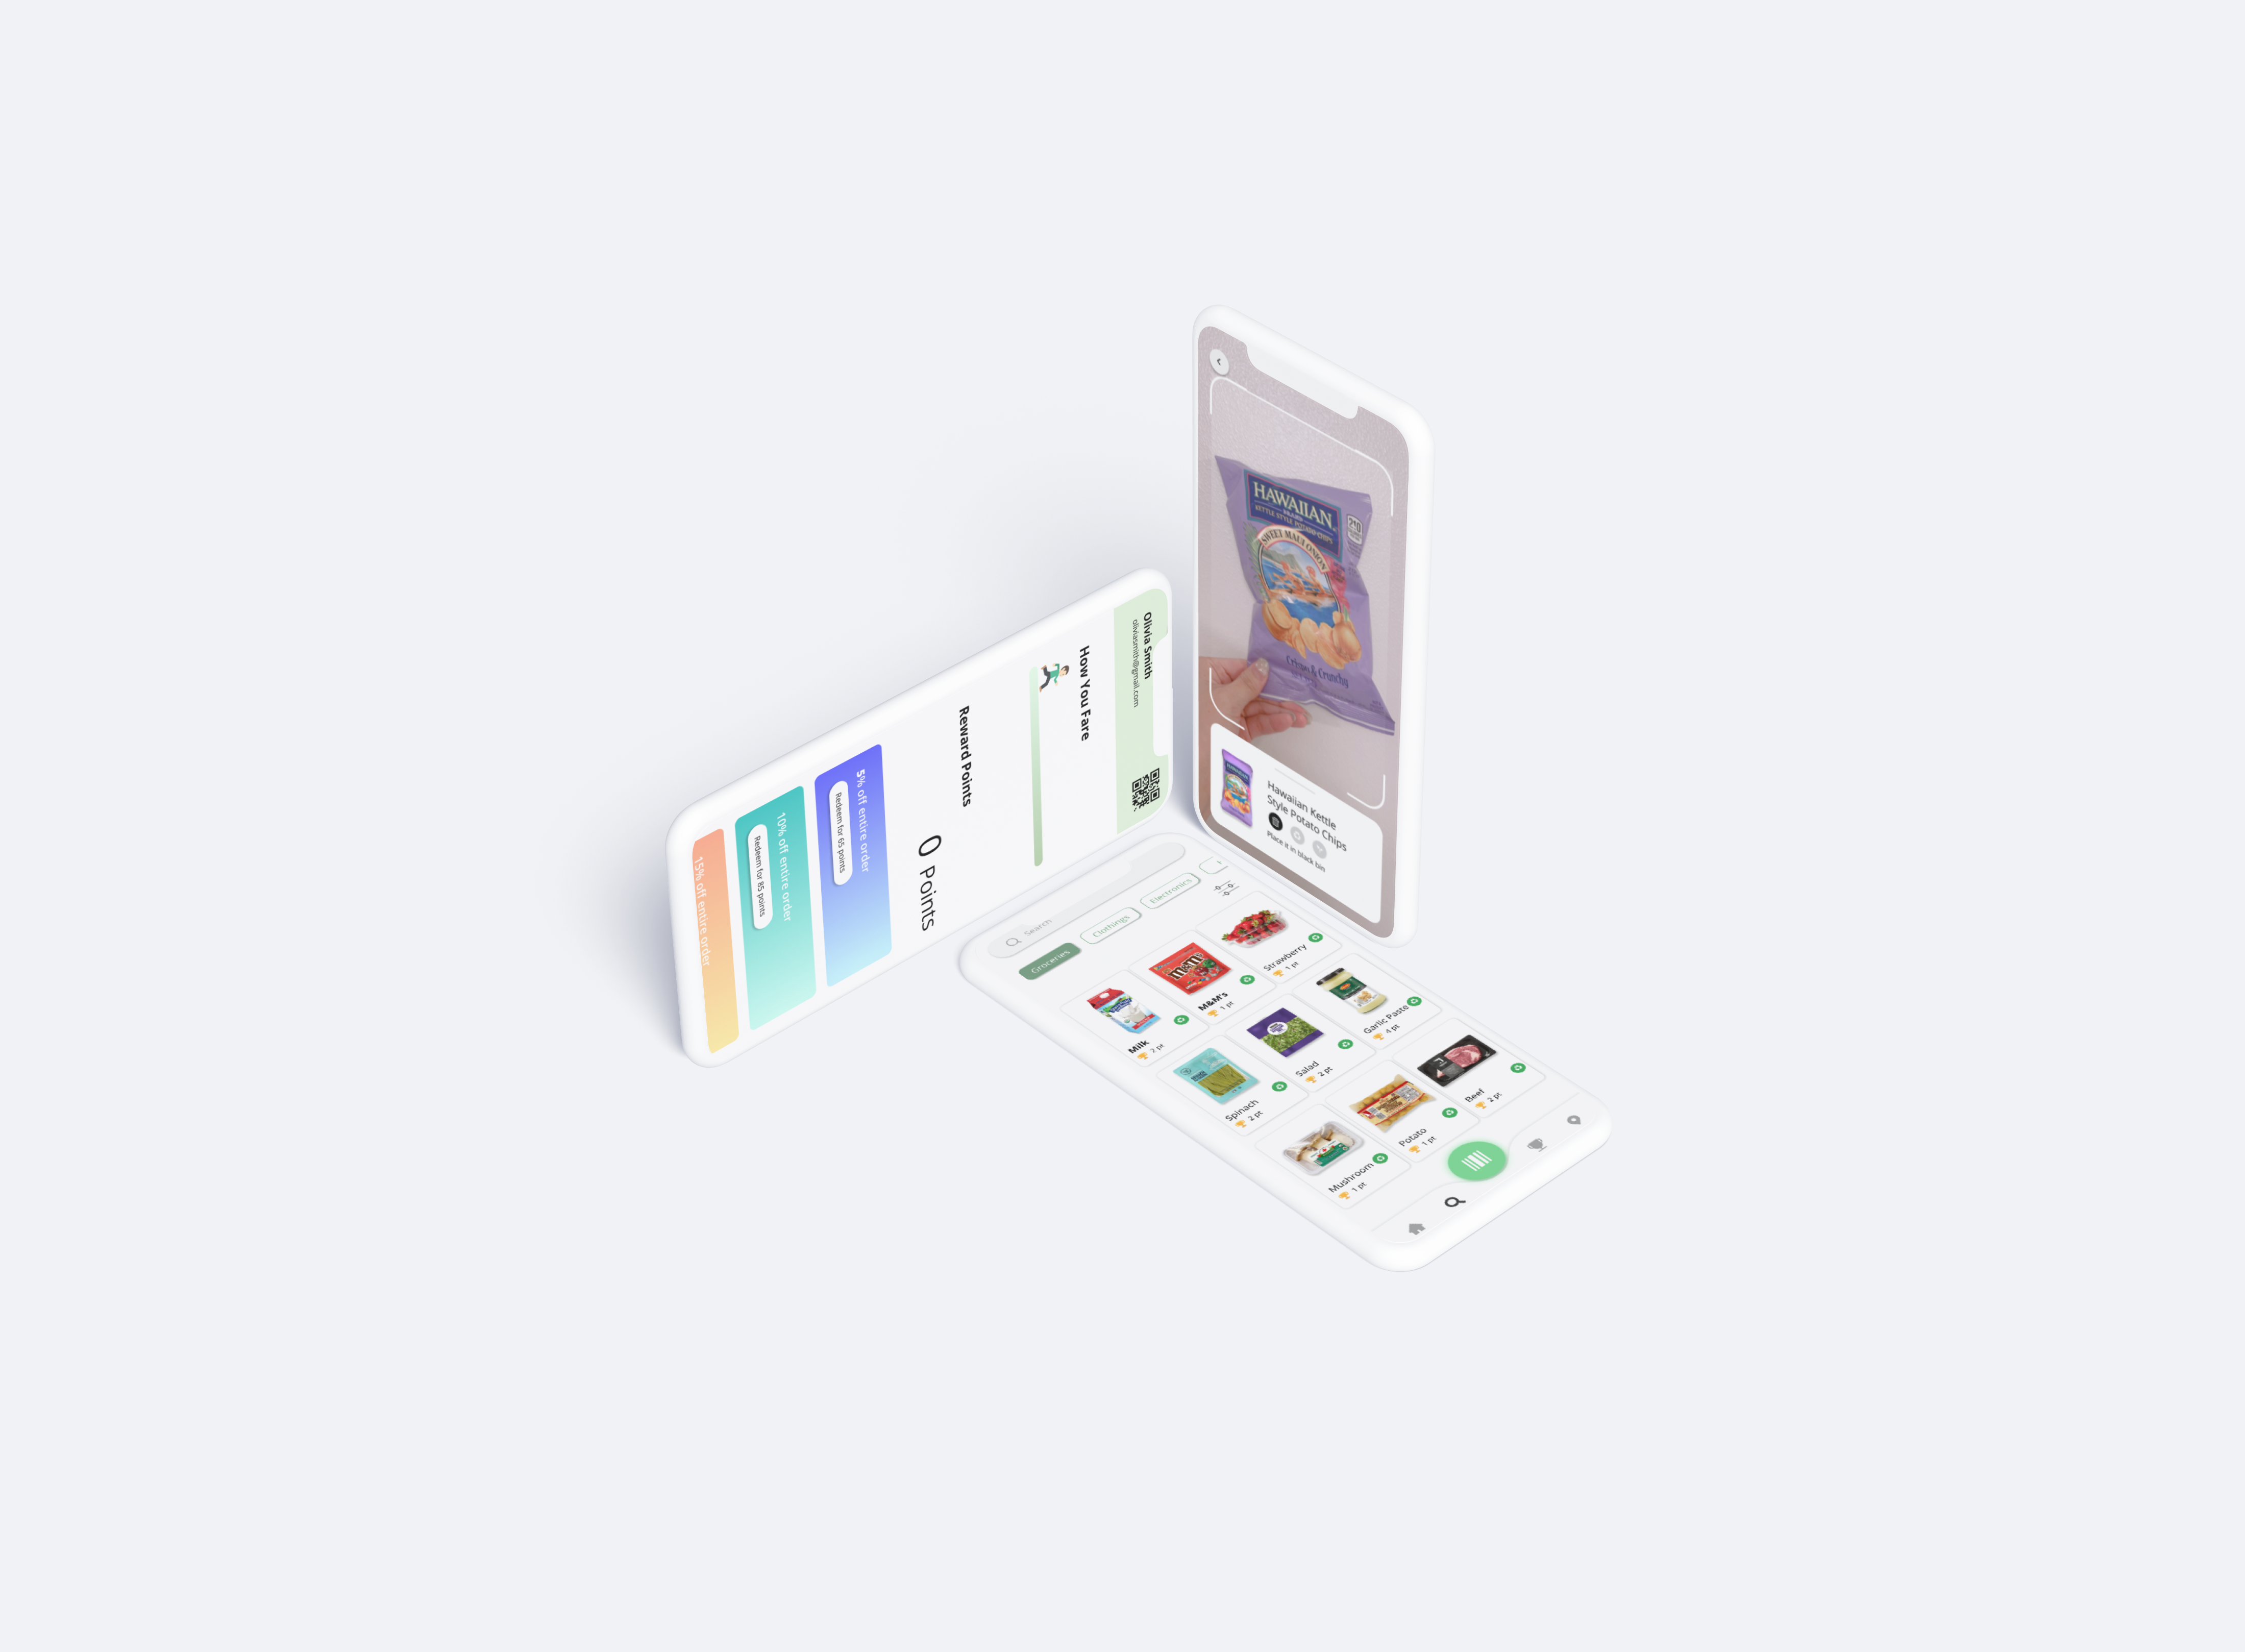 Olivia Smith
oliviasmith@gmail.com
How You Fare
Reward Points
0 Points
5% off entire order
Redeem for 65 points
10% off entire order
Redeem for 85 points
15% off entire order
HAWAIIAN
BRAND
KETTLE STYLE POTATO CHIPS
SWEET MAUI ONION
210
Crispy & Crunchy
Hawaiian Kettle
Style Potato Chips
Place it in black bin
Search
Groceries
Clothings
Electronics
Milk
2 pt
M&M's
1 pt
m&m's
Strawberry
1 pt
Spinach
2 pt
Salad
2 pt
Garlic Paste
4 pt
Mushroom
1 pt
Potato
1 pt
Beef
2 pt